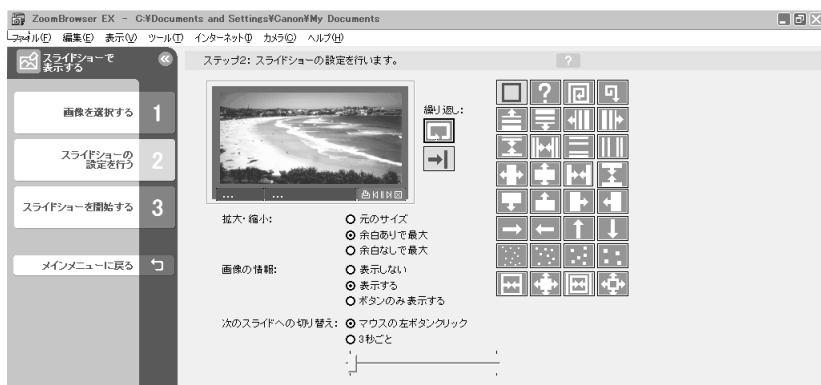 ZoomBrowser EX - C:¥Documents and Settings¥Canon¥My Documents
ファイル(F) 編集(E) 表示(V) ツール(T) インターネット(I) カメラ(C) ヘルプ(H)
スライドショーで
表示する
ステップ2: スライドショーの設定を行います。
?
画像を選択する 1
スライドショーの
設定を行う 2
スライドショーを開始する 3
メインメニューに戻る
繰り返し:
?
拡大・縮小:
元のサイズ
余白ありで最大
余白なしで最大
画像の情報:
表示しない
表示する
ボタンのみ表示する
次のスライドへの切り替え:
マウスの左ボタンクリック
3秒ごと